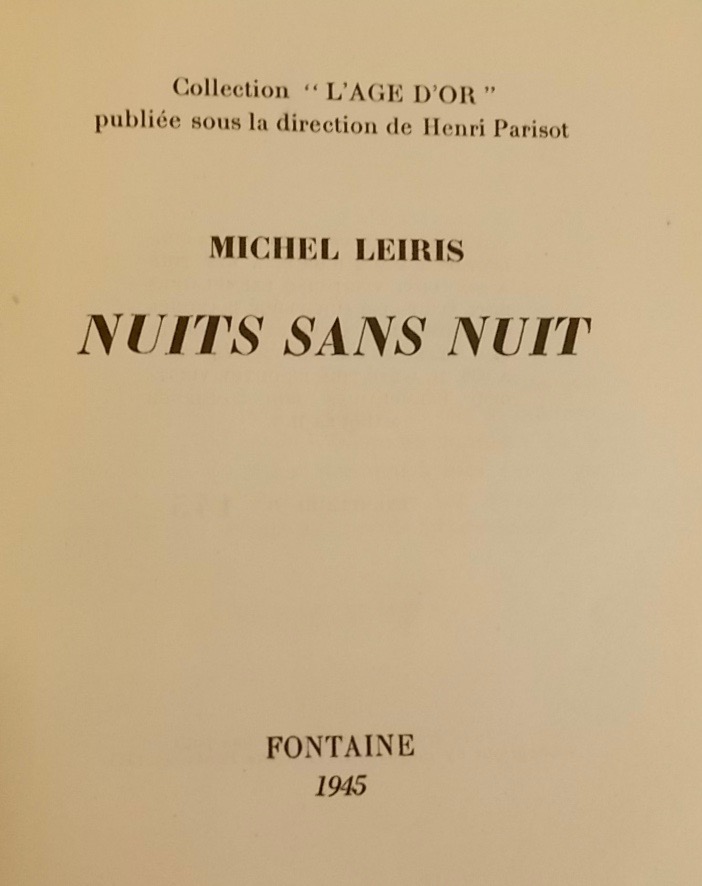 Collection “ L'AGE D'OR ”
publiée sous la direction de Henri Parisot
MICHEL LEIRIS
NUITS SANS NUIT
FONTAINE
1945